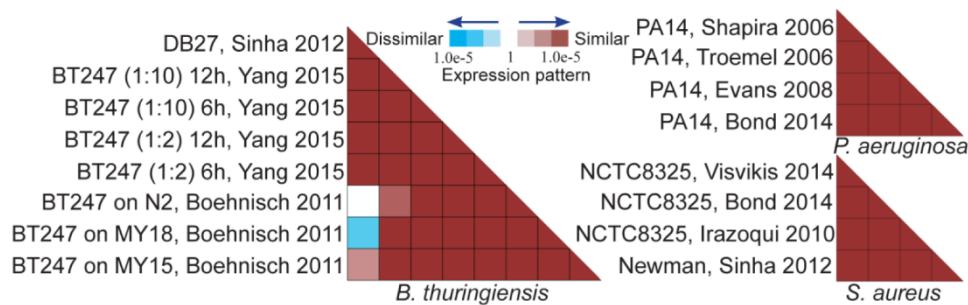 DB27, Sinha 2012
BT247 (1:10) 12h, Yang 2015
BT247 (1:10) 6h, Yang 2015
BT247 (1:2) 12h, Yang 2015
BT247 (1:2) 6h, Yang 2015
BT247 on N2, Boehnisch 2011
BT247 on MY18, Boehnisch 2011
BT247 on MY15, Boehnisch 2011
B. thuringiensis
Dissimilar Similar
1.0e-5 1 1.0e-5
Expression pattern
PA14, Shapira 2006
PA14, Troemel 2006
PA14, Evans 2008
PA14, Bond 2014
P. aeruginosa
NCTC8325, Visvikis 2014
NCTC8325, Bond 2014
NCTC8325, Irazoqui 2010
Newman, Sinha 2012
S. aureus